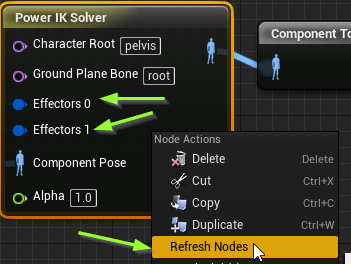 Power IK Solver
Character Root pelvis
Component To
Ground Plane Bone root
Effectors 0
Effectors 1
Node Actions
Component Pose
Delete Delete
Cut Ctrl+X
Alpha 1.0
Copy Ctrl+C
Duplicate Ctrl+W
Refresh Nodes